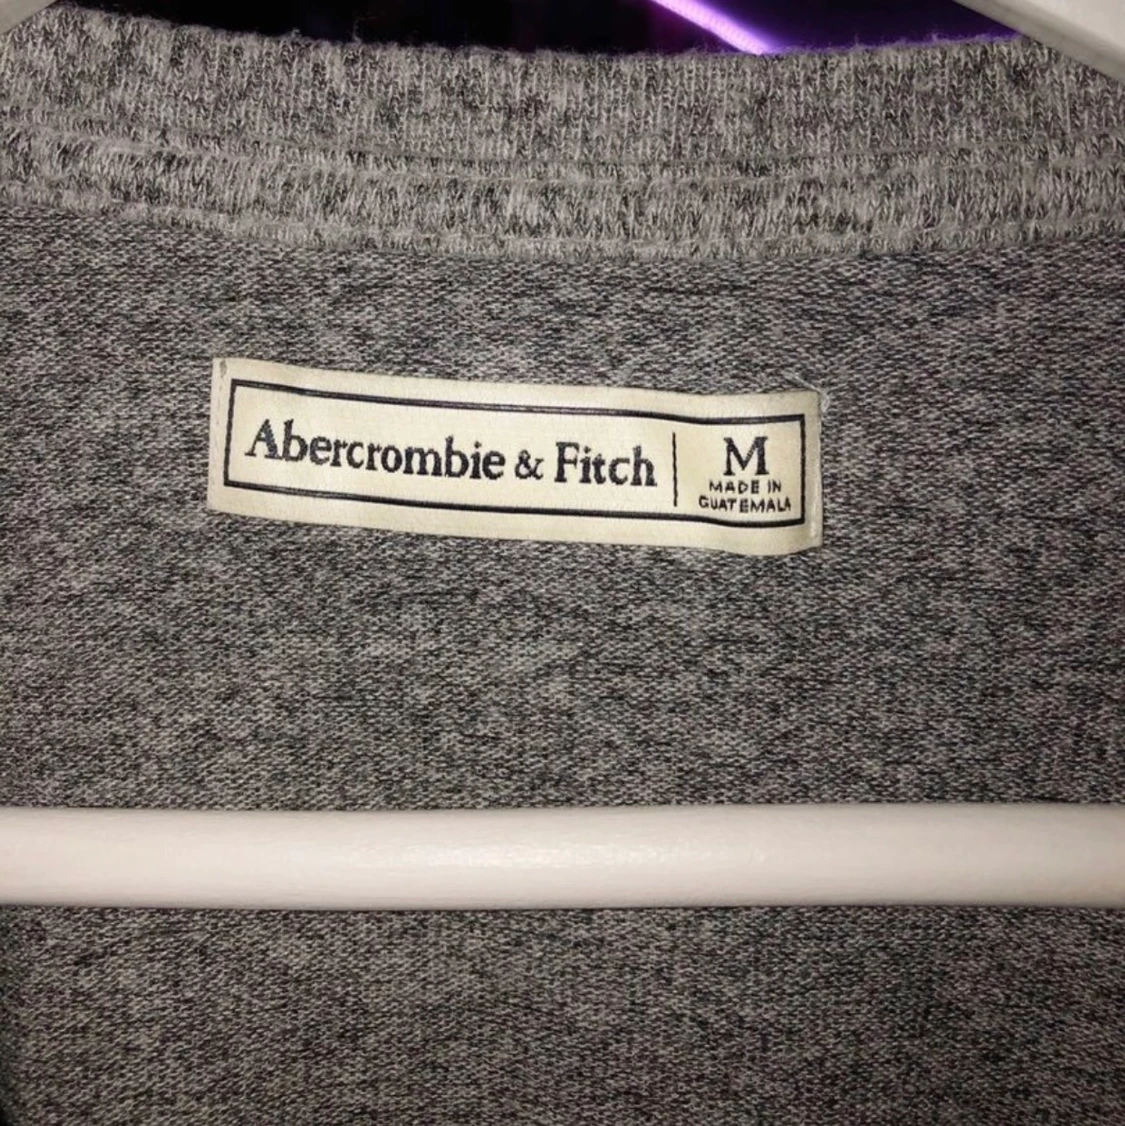 Abercrombie & Fitch
M
MADE IN
GUATEMALA